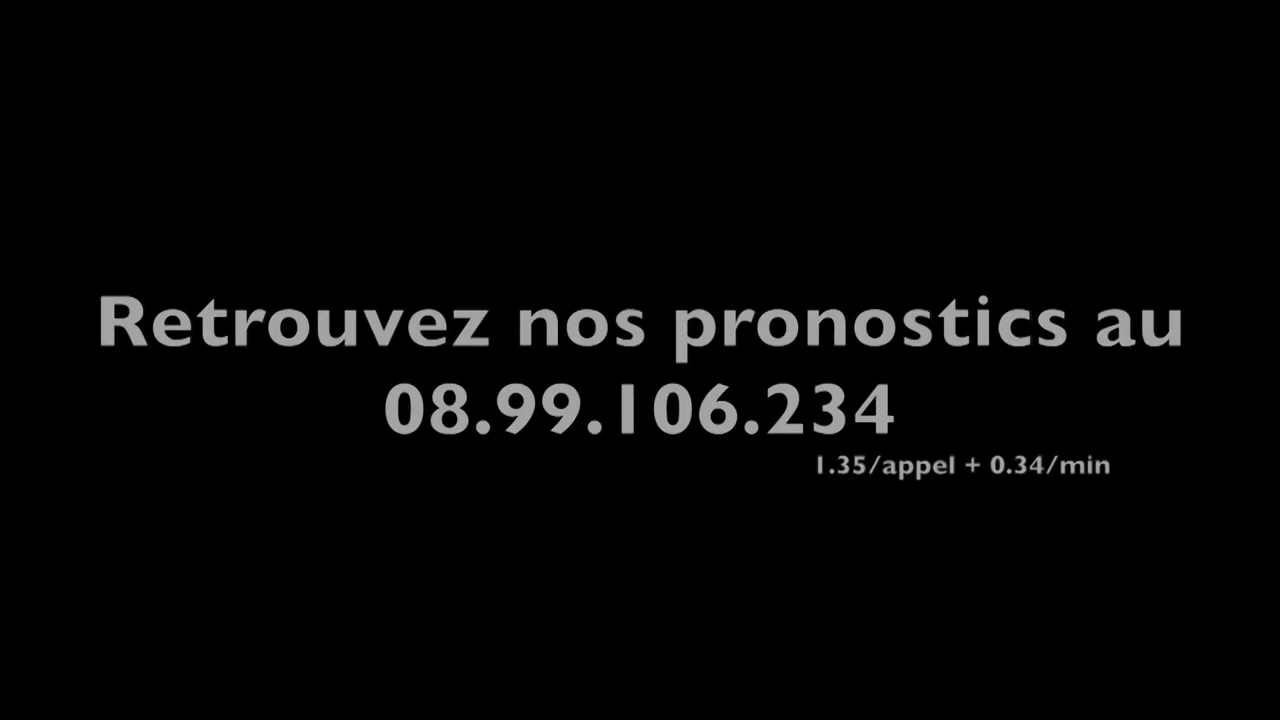 Retrouvez nos pronostics au
08.99.106.234
1.35/appel + 0.34/min